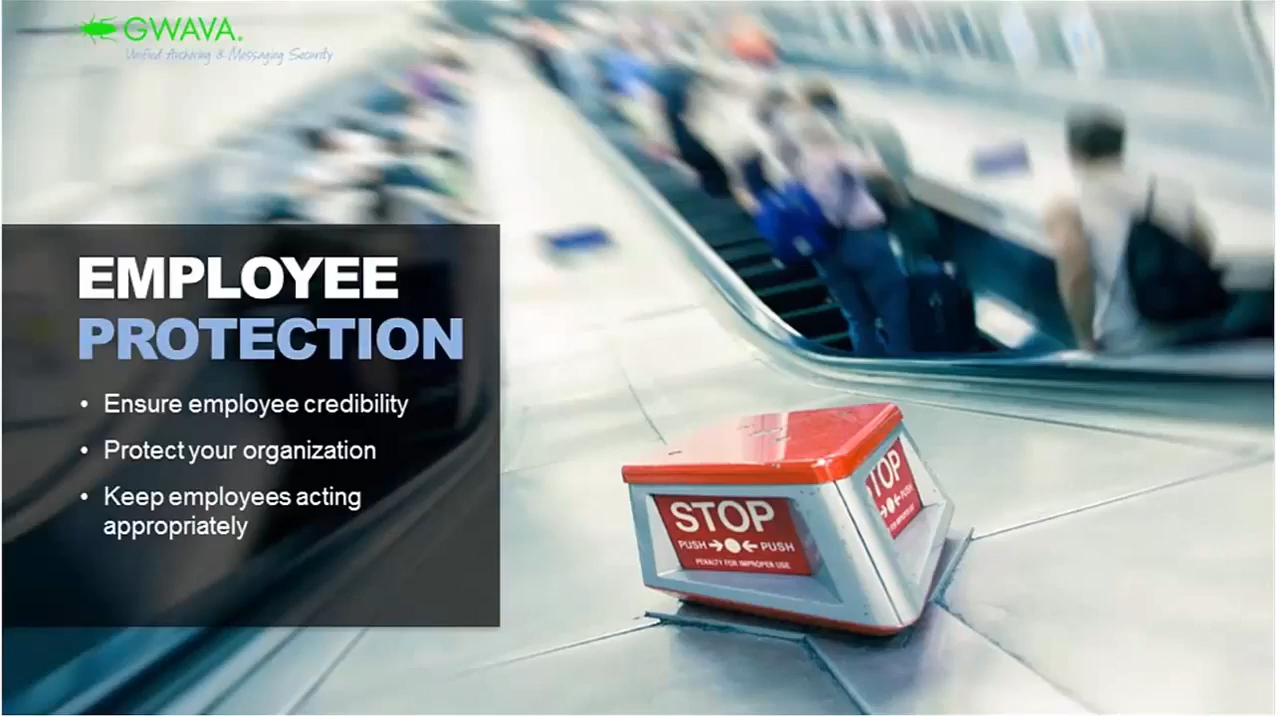 GWAVA.
Unified Archiving & Messaging Security
EMPLOYEE
PROTECTION
• Ensure employee credibility
• Protect your organization
• Keep employees acting
appropriately
STOP
PUSH PUSH
PENALTY FOR IMPROPER USE
TOP
PUSH